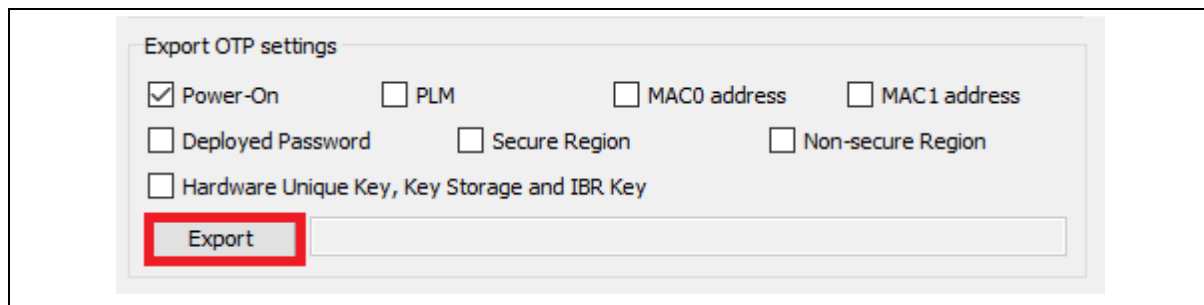 Export OTP settings
Power-On PLM MAC0 address MAC1 address
Deployed Password Secure Region Non-secure Region
Hardware Unique Key, Key Storage and IBR Key
Export